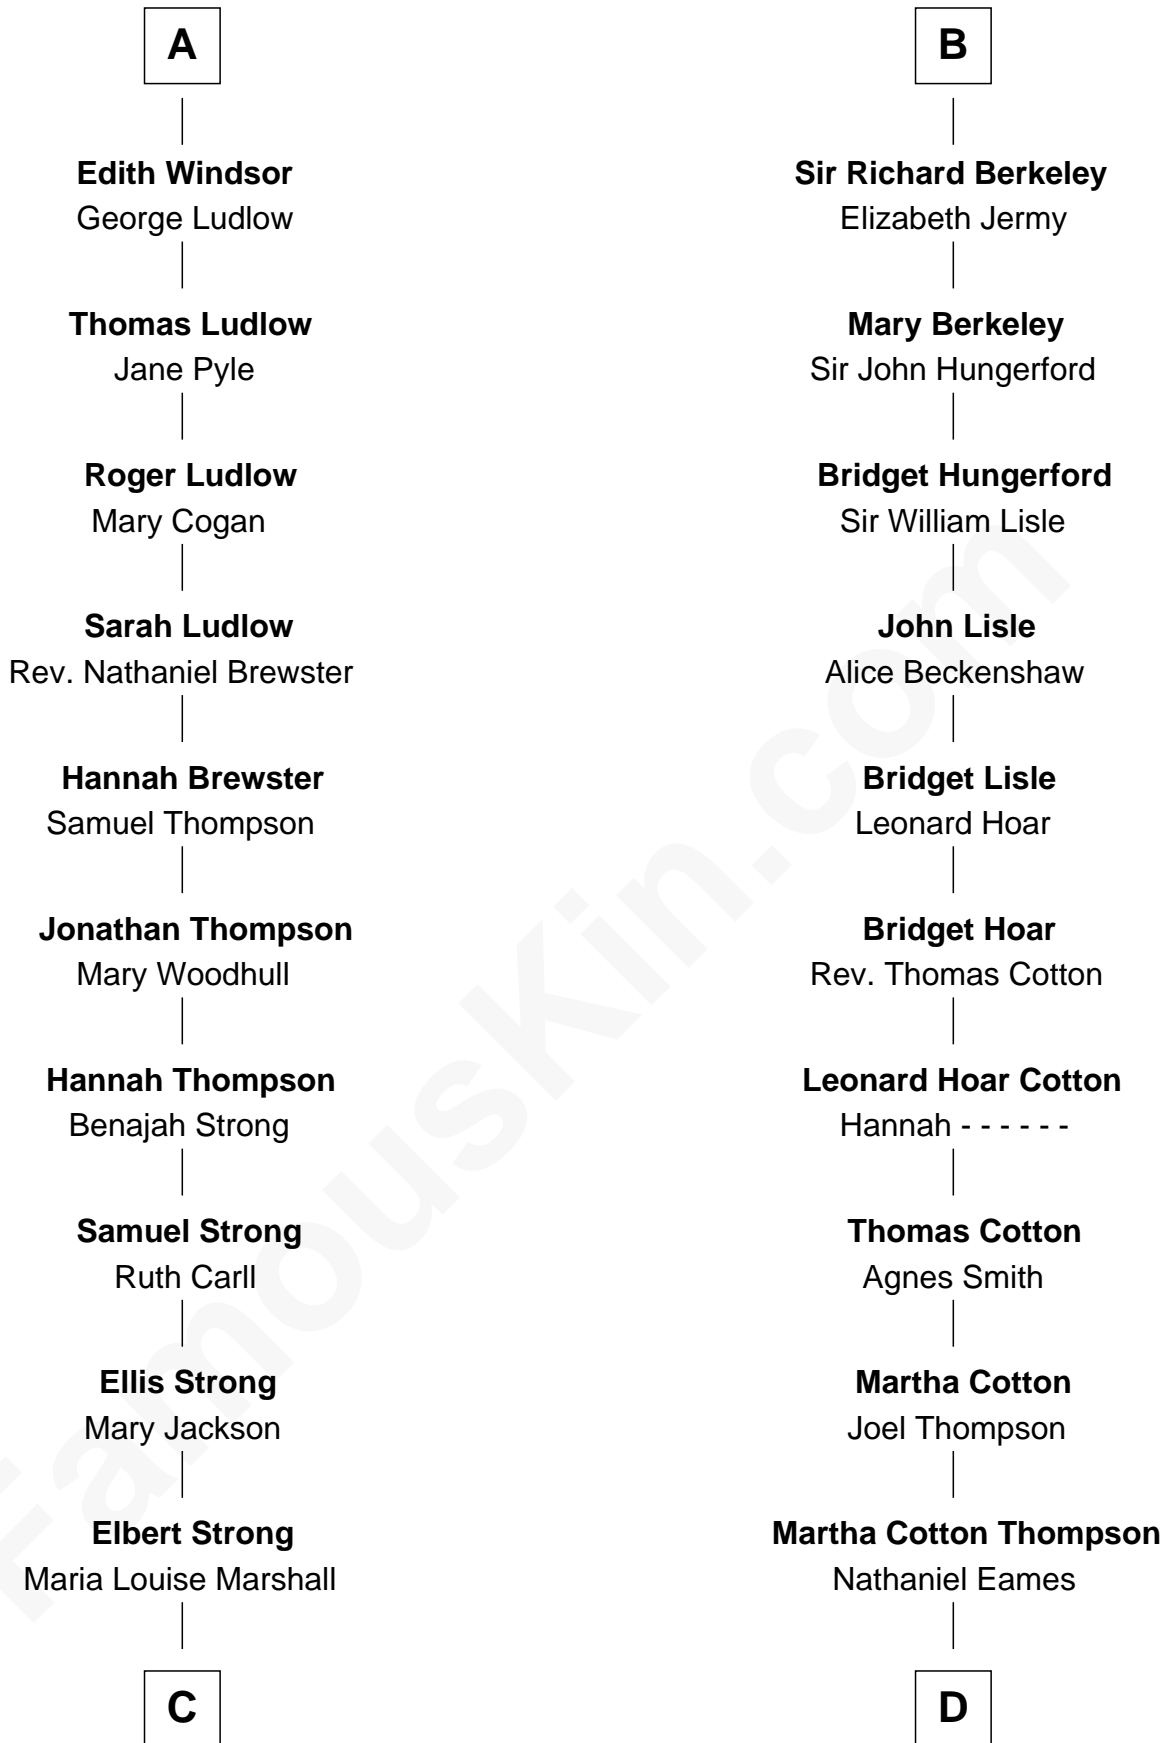 A
Edith Windsor
George Ludlow
Thomas Ludlow
Jane Pyle
Roger Ludlow
Mary Cogan
Sarah Ludlow
Rev. Nathaniel Brewster
Hannah Brewster
Samuel Thompson
Jonathan Thompson
Mary Woodhull
Hannah Thompson
Benajah Strong
Samuel Strong
Ruth Carll
Ellis Strong
Mary Jackson
Elbert Strong
Maria Louise Marshall
C
B
Sir Richard Berkeley
Elizabeth Jermy
Mary Berkeley
Sir John Hungerford
Bridget Hungerford
Sir William Lisle
John Lisle
Alice Beckenshaw
Bridget Lisle
Leonard Hoar
Bridget Hoar
Rev. Thomas Cotton
Leonard Hoar Cotton
Hannah - - - - - -
Thomas Cotton
Agnes Smith
Martha Cotton
Joel Thompson
Martha Cotton Thompson
Nathaniel Eames
D
FamousKin.com